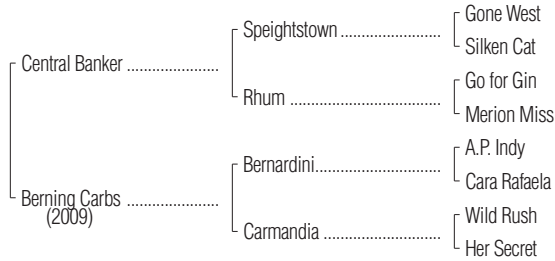 Gone West
Speightstown ....................
Silken Cat
Central Banker ...................
Go for Gin
Rhum ..............................
Merion Miss
A.P. Indy
Bernardini.........................
Cara Rafaela
Berning Carbs ...................
(2009)
Wild Rush
Carmandia ........................
Her Secret